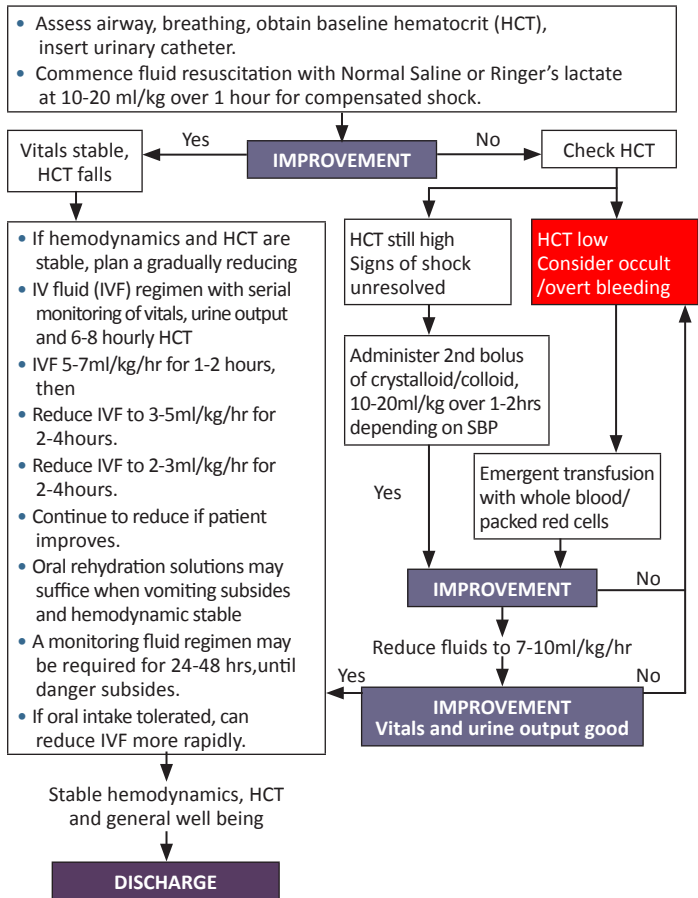 • Assess airway, breathing, obtain baseline hematocrit (HCT),
insert urinary catheter.
• Commence fluid resuscitation with Normal Saline or Ringer's lactate
at 10-20 ml/kg over 1 hour for compensated shock.
Yes
No
Vitals stable,
HCT falls
IMPROVEMENT
Check HCT
• If hemodynamics and HCT are
stable, plan a gradually reducing
• IV fluid (IVF) regimen with serial
monitoring of vitals, urine output
and 6-8 hourly HCT
• IVF 5-7ml/kg/hr for 1-2 hours,
then
• Reduce IVF to 3-5ml/kg/hr for
2-4hours.
• Reduce IVF to 2-3ml/kg/hr for
2-4hours.
• Continue to reduce if patient
improves.
• Oral rehydration solutions may
suffice when vomiting subsides
and hemodynamic stable
• A monitoring fluid regimen may
be required for 24-48 hrs,until
danger subsides.
• If oral intake tolerated, can
reduce IVF more rapidly.
HCT still high
Signs of shock
unresolved
HCT low
Consider occult
/overt bleeding
Administer 2nd bolus
of crystalloid/colloid,
10-20ml/kg over 1-2hrs
depending on SBP
Emergent transfusion
with whole blood/
packed red cells
Yes
IMPROVEMENT
No
Reduce fluids to 7-10ml/kg/hr
Yes
No
IMPROVEMENT
Vitals and urine output good
Stable hemodynamics, HCT
and general well being
DISCHARGE